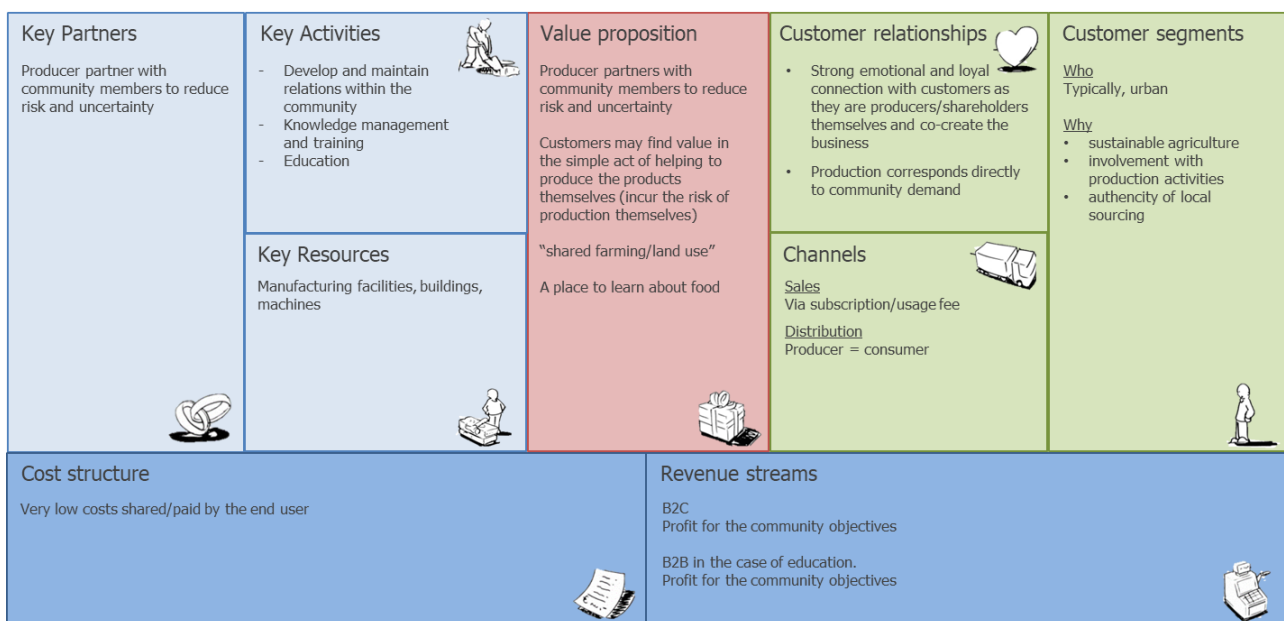 Key Partners
Producer partner with
community members to reduce
risk and uncertainty
Key Activities
- Develop and maintain
relations within the
community
- Knowledge management
and training
- Education
Key Resources
Manufacturing facilities, buildings,
machines
Value proposition
Producer partners with
community members to reduce
risk and uncertainty
Customers may find value in
the simple act of helping to
produce the products
themselves (incur the risk of
production themselves)
“shared farming/land use”
A place to learn about food
Customer relationships
• Strong emotional and loyal
connection with customers as
they are producers/shareholders
themselves and co-create the
business
• Production corresponds directly
to community demand
Channels
Sales
Via subscription/usage fee
Distribution
Producer = consumer
Customer segments
Who
Typically, urban
Why
• sustainable agriculture
• involvement with
production activities
• authencity of local
sourcing
Cost structure
Very low costs shared/paid by the end user
Revenue streams
B2C
Profit for the community objectives
B2B in the case of education.
Profit for the community objectives